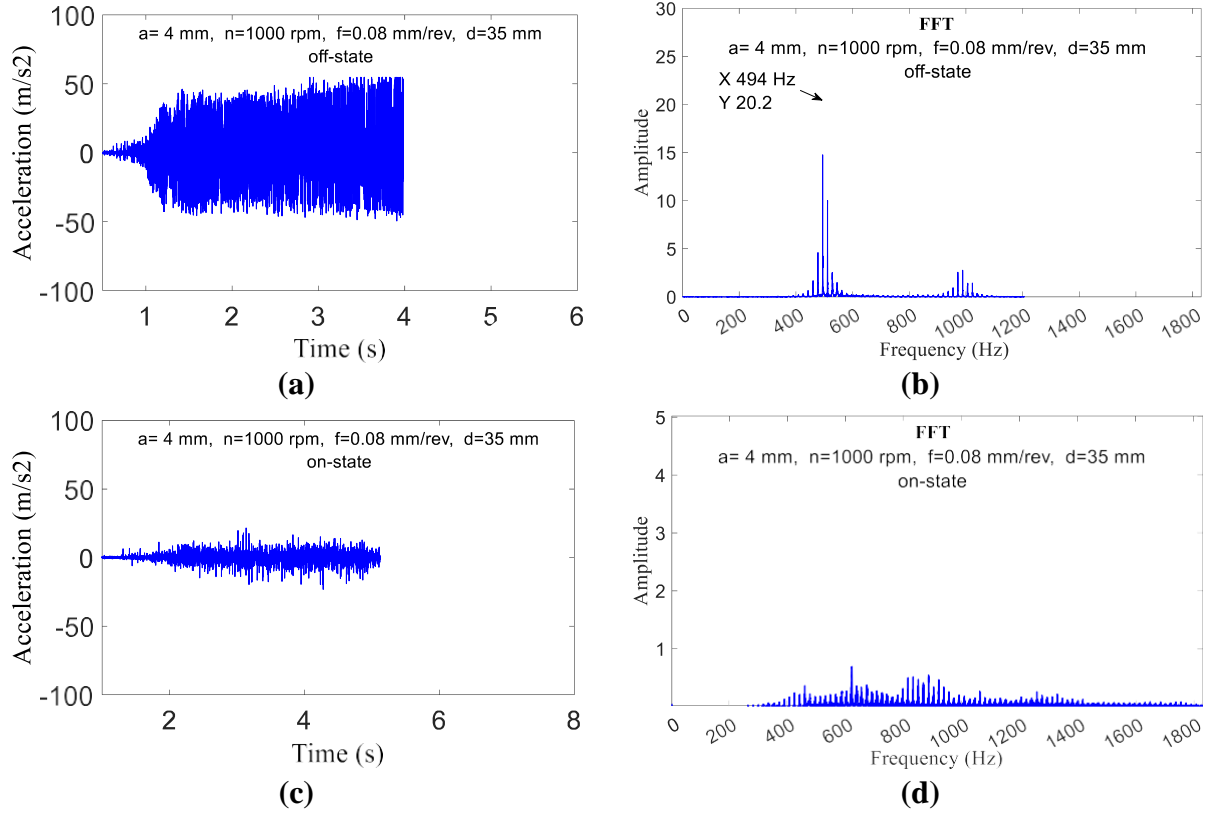 100
50
0
-50
-100
Acceleration (m/s2)
a= 4 mm, n=1000 rpm, f=0.08 mm/rev, d=35 mm
off-state
1 2 3 4 5 6
Time (s)
(a)
30
25
20
15
10
5
0
Amplitude
FFT
a= 4 mm, n=1000 rpm, f=0.08 mm/rev, d=35 mm
off-state
X 494 Hz
Y 20.2
0 200 400 600 800 1000 1200 1400 1600 1800
Frequency (Hz)
(b)
100
50
0
-50
-100
Acceleration (m/s2)
a= 4 mm, n=1000 rpm, f=0.08 mm/rev, d=35 mm
on-state
2 4 6 8
Time (s)
(c)
5
4
3
2
1
Amplitude
FFT
a= 4 mm, n=1000 rpm, f=0.08 mm/rev, d=35 mm
on-state
0 200 400 600 800 1000 1200 1400 1600 1800
Frequency (Hz)
(d)